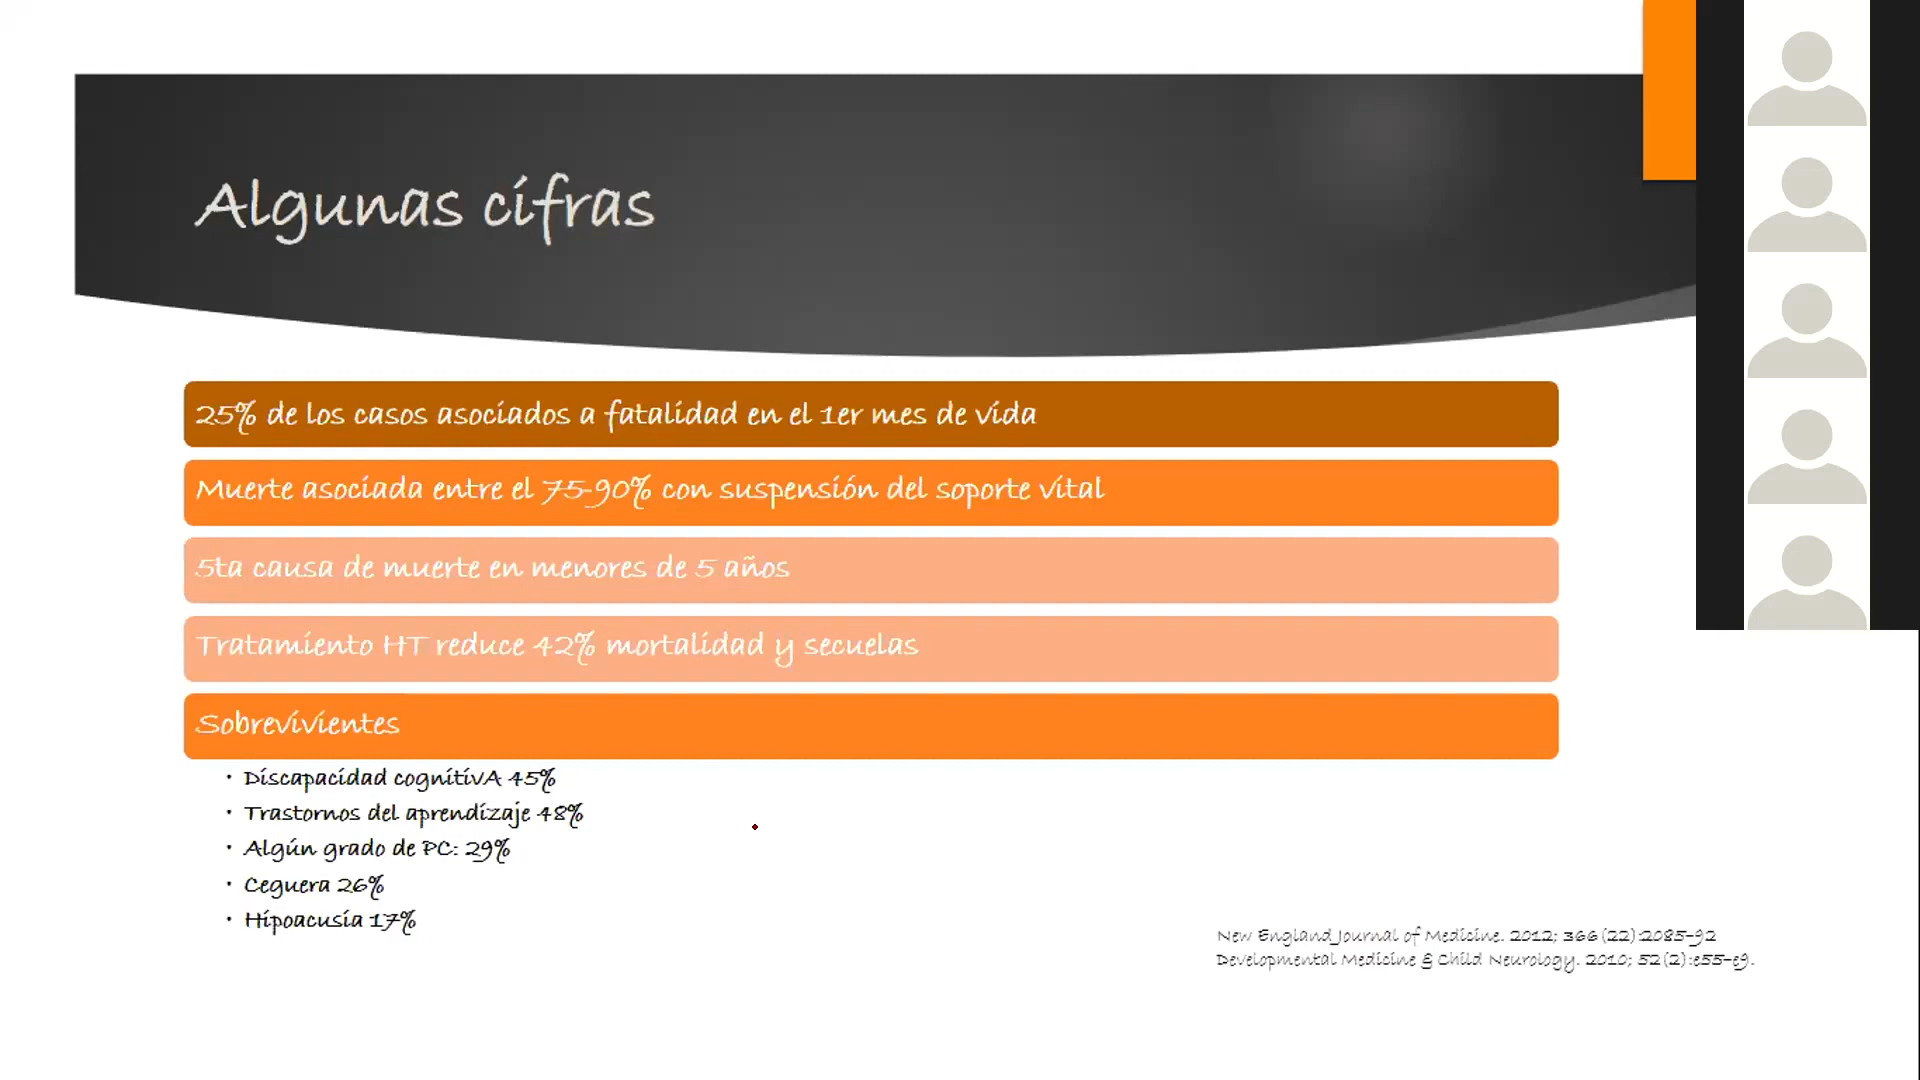 Algunas cifras
25% de los casos asociados a fatalidad en el 1er mes de vida
Muerte asociada entre el 75-90% con suspensión del soporte vital
5ta causa de muerte en menores de 5 años
Tratamiento HT reduce 42% mortalidad y secuelas
Sobrevivientes
• Discapacidad cognitivA 45%
• Trastornos del aprendizaje 48%
• Algún grado de PC: 29%
• Ceguera 26%
• Hipoacusia 17%
New England Journal of Medicine. 2012; 366(22):2085-92
Developmental Medicine & Child Neurology. 2010; 52(2):e55-e9.